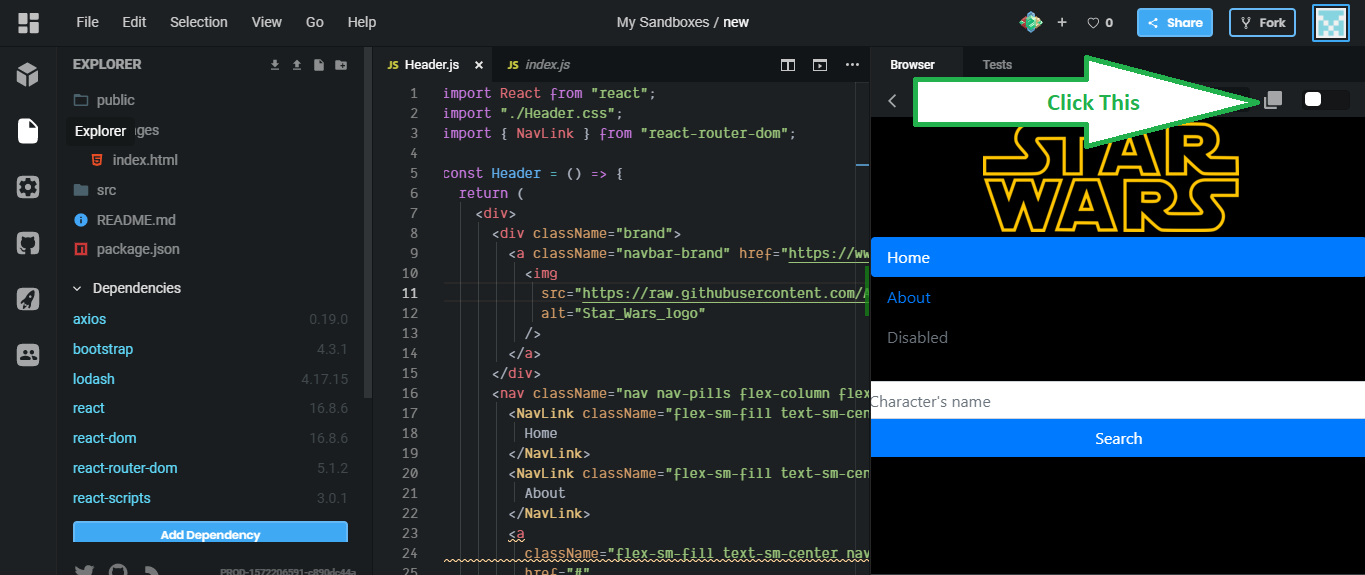 File Edit Selection View Go Help
My Sandboxes / new
0
Share
Fork
EXPLORER
public
Explorer
ges
index.html
src
README.md
package.json
Dependencies
axios 0.19.0
bootstrap 4.3.1
lodash 4.17.15
react 16.8.6
react-dom 16.8.6
react-router-dom 5.1.2
react-scripts 3.0.1
Add Dependency
PROD-1572206591-c890dc44a
JS Header.js ×
JS index.js
1 import React from "react";
2 import "./Header.css";
3 import { NavLink } from "react-router-dom";
4
5 const Header = () => {
6 return (
7 <div>
8 <div className="brand">
9 <a className="navbar-brand" href="https://ww
10 <img
11 src="https://raw.githubusercontent.com/A
12 alt="Star_Wars_logo"
13 />
14 </a>
15 </div>
16 <nav className="nav nav-pills flex-column flex
17 <NavLink className="flex-sm-fill text-sm-cen
18 Home
19 </NavLink>
20 <NavLink className="flex-sm-fill text-sm-cen
21 About
22 </NavLink>
23 <a
24 className="flex-sm-fill text-sm-center nav
25 href="#"
Browser Tests
Click This
STAR
WARS
Home
About
Disabled
Character's name
Search